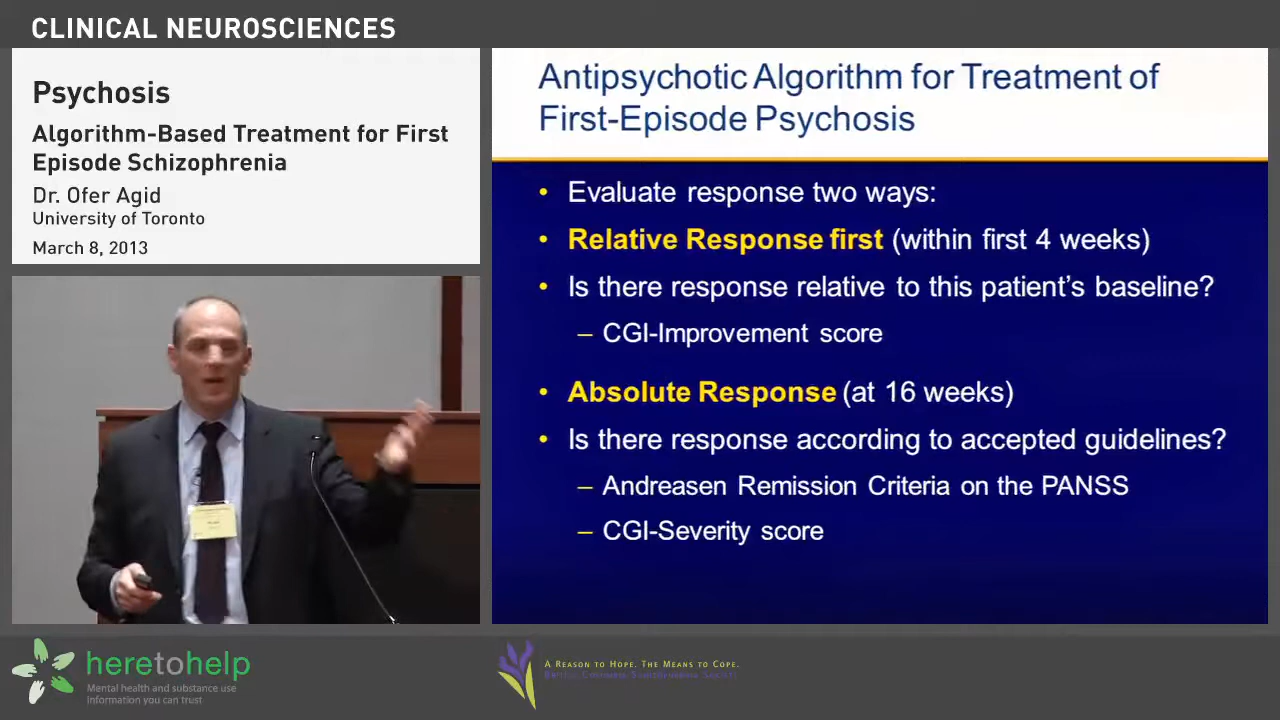 CLINICAL NEUROSCIENCES
Psychosis
Algorithm-Based Treatment for First
Episode Schizophrenia
Dr. Ofer Agid
University of Toronto
March 8, 2013
Antipsychotic Algorithm for Treatment of
First-Episode Psychosis
• Evaluate response two ways:
• Relative Response first (within first 4 weeks)
• Is there response relative to this patient's baseline?
– CGI-Improvement score
• Absolute Response (at 16 weeks)
• Is there response according to accepted guidelines?
– Andreasen Remission Criteria on the PANSS
– CGI-Severity score
heretohelp
Mental health and substance use
information you can trust
A REASON TO HOPE. THE MEANS TO COPE.
BRITISH COLUMBIA SCHIZOPHRENIA SOCIETY